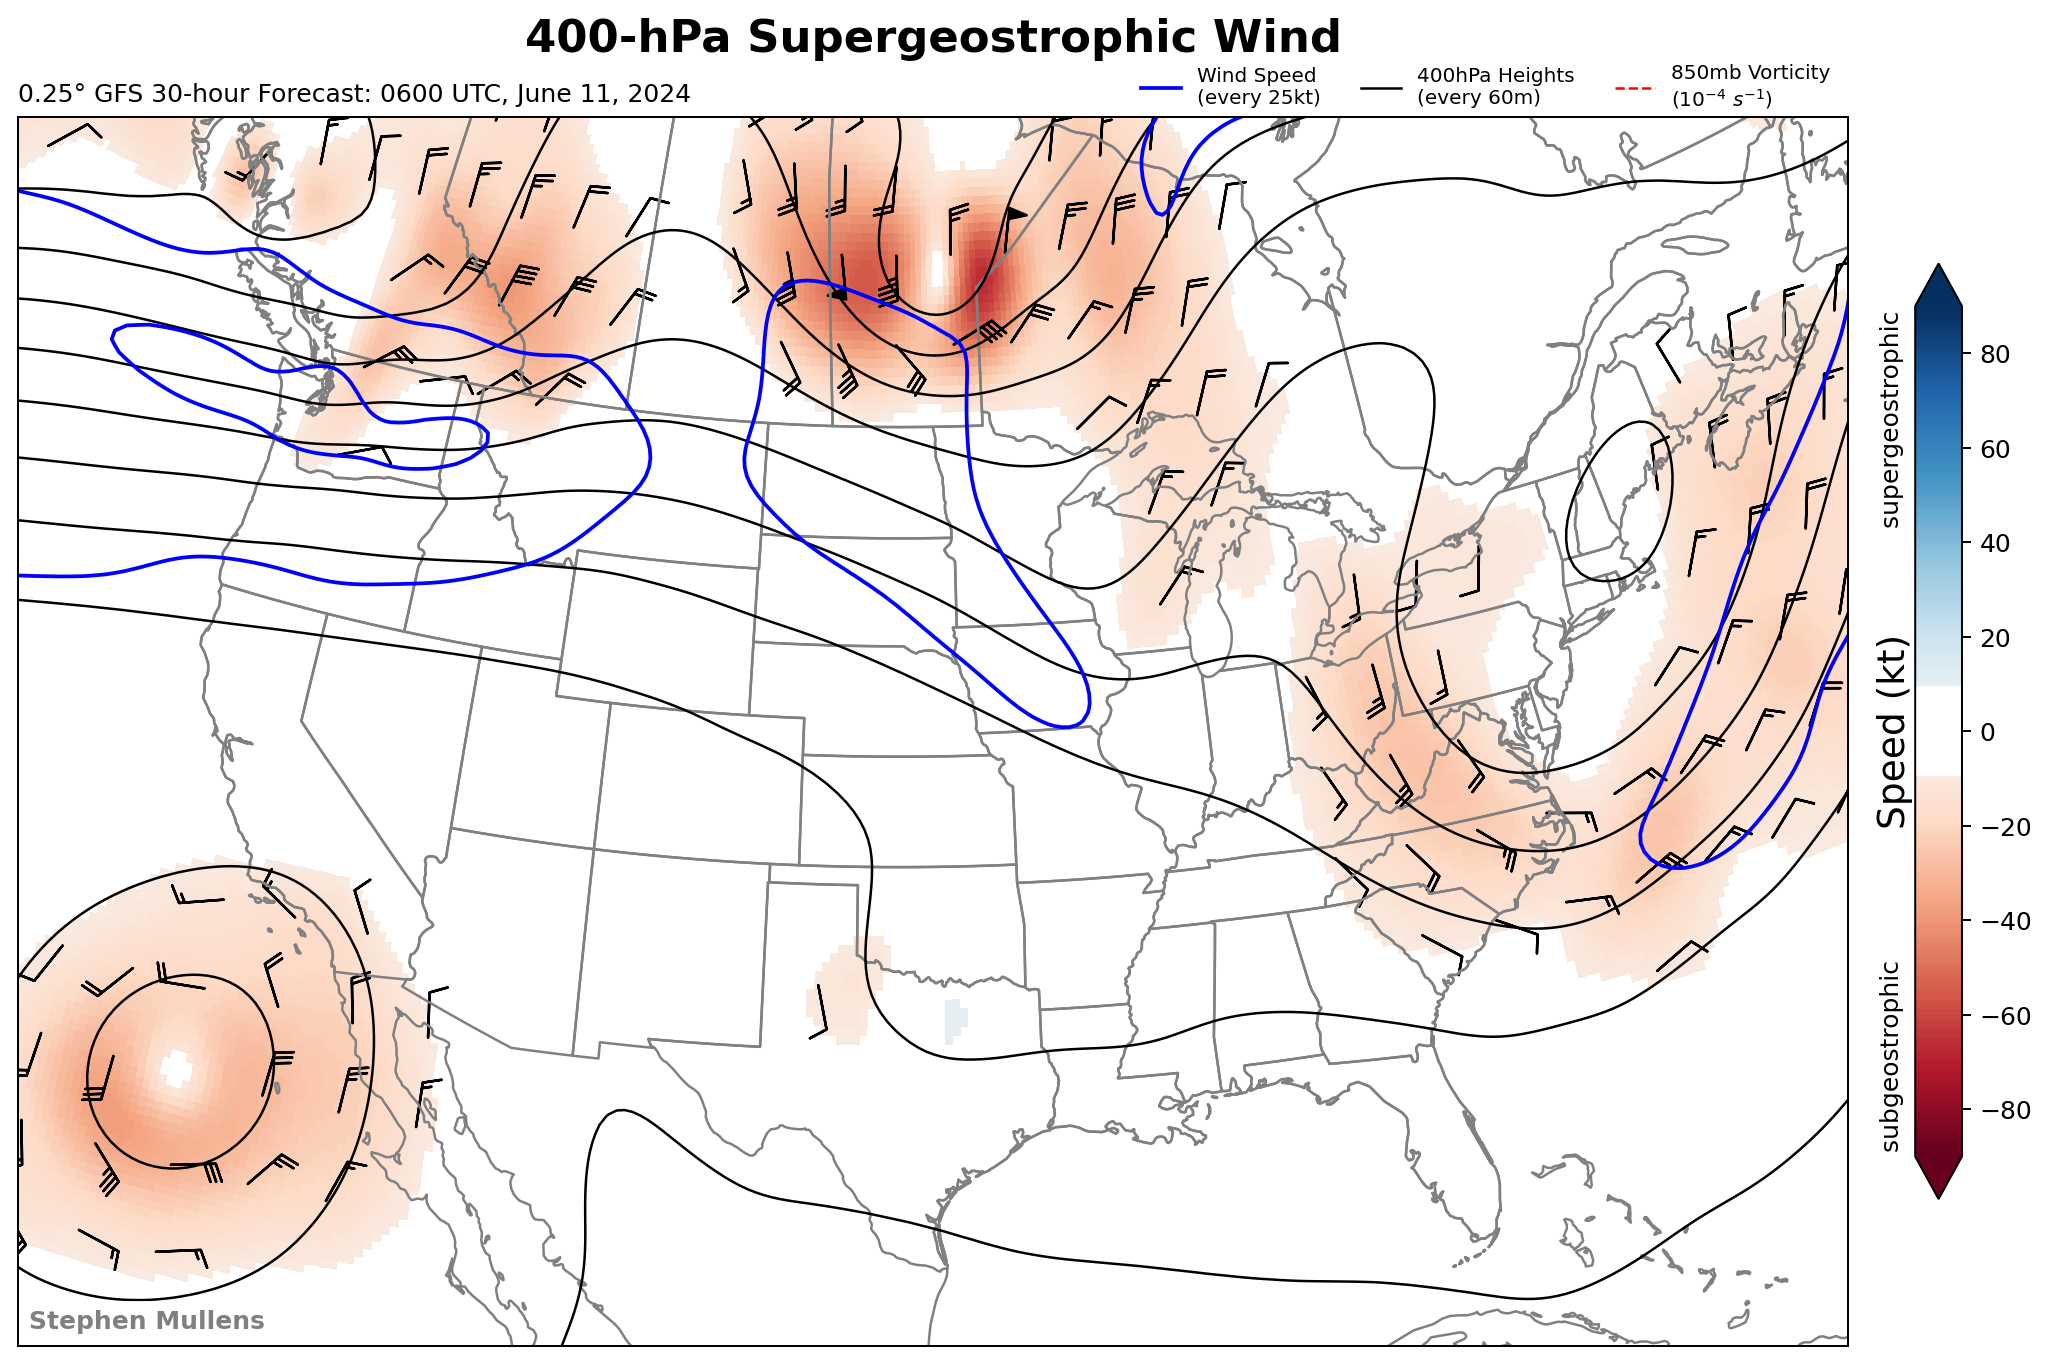 400-hPa Supergeostrophic Wind
0.25° GFS 30-hour Forecast: 0600 UTC, June 11, 2024
Wind Speed
(every 25kt)
400hPa Heights
(every 60m)
850mb Vorticity
(10⁻⁴ s⁻¹)
supergeostrophic
Speed (kt)
subgeostrophic
80
60
40
20
0
−20
−40
−60
−80
Stephen Mullens